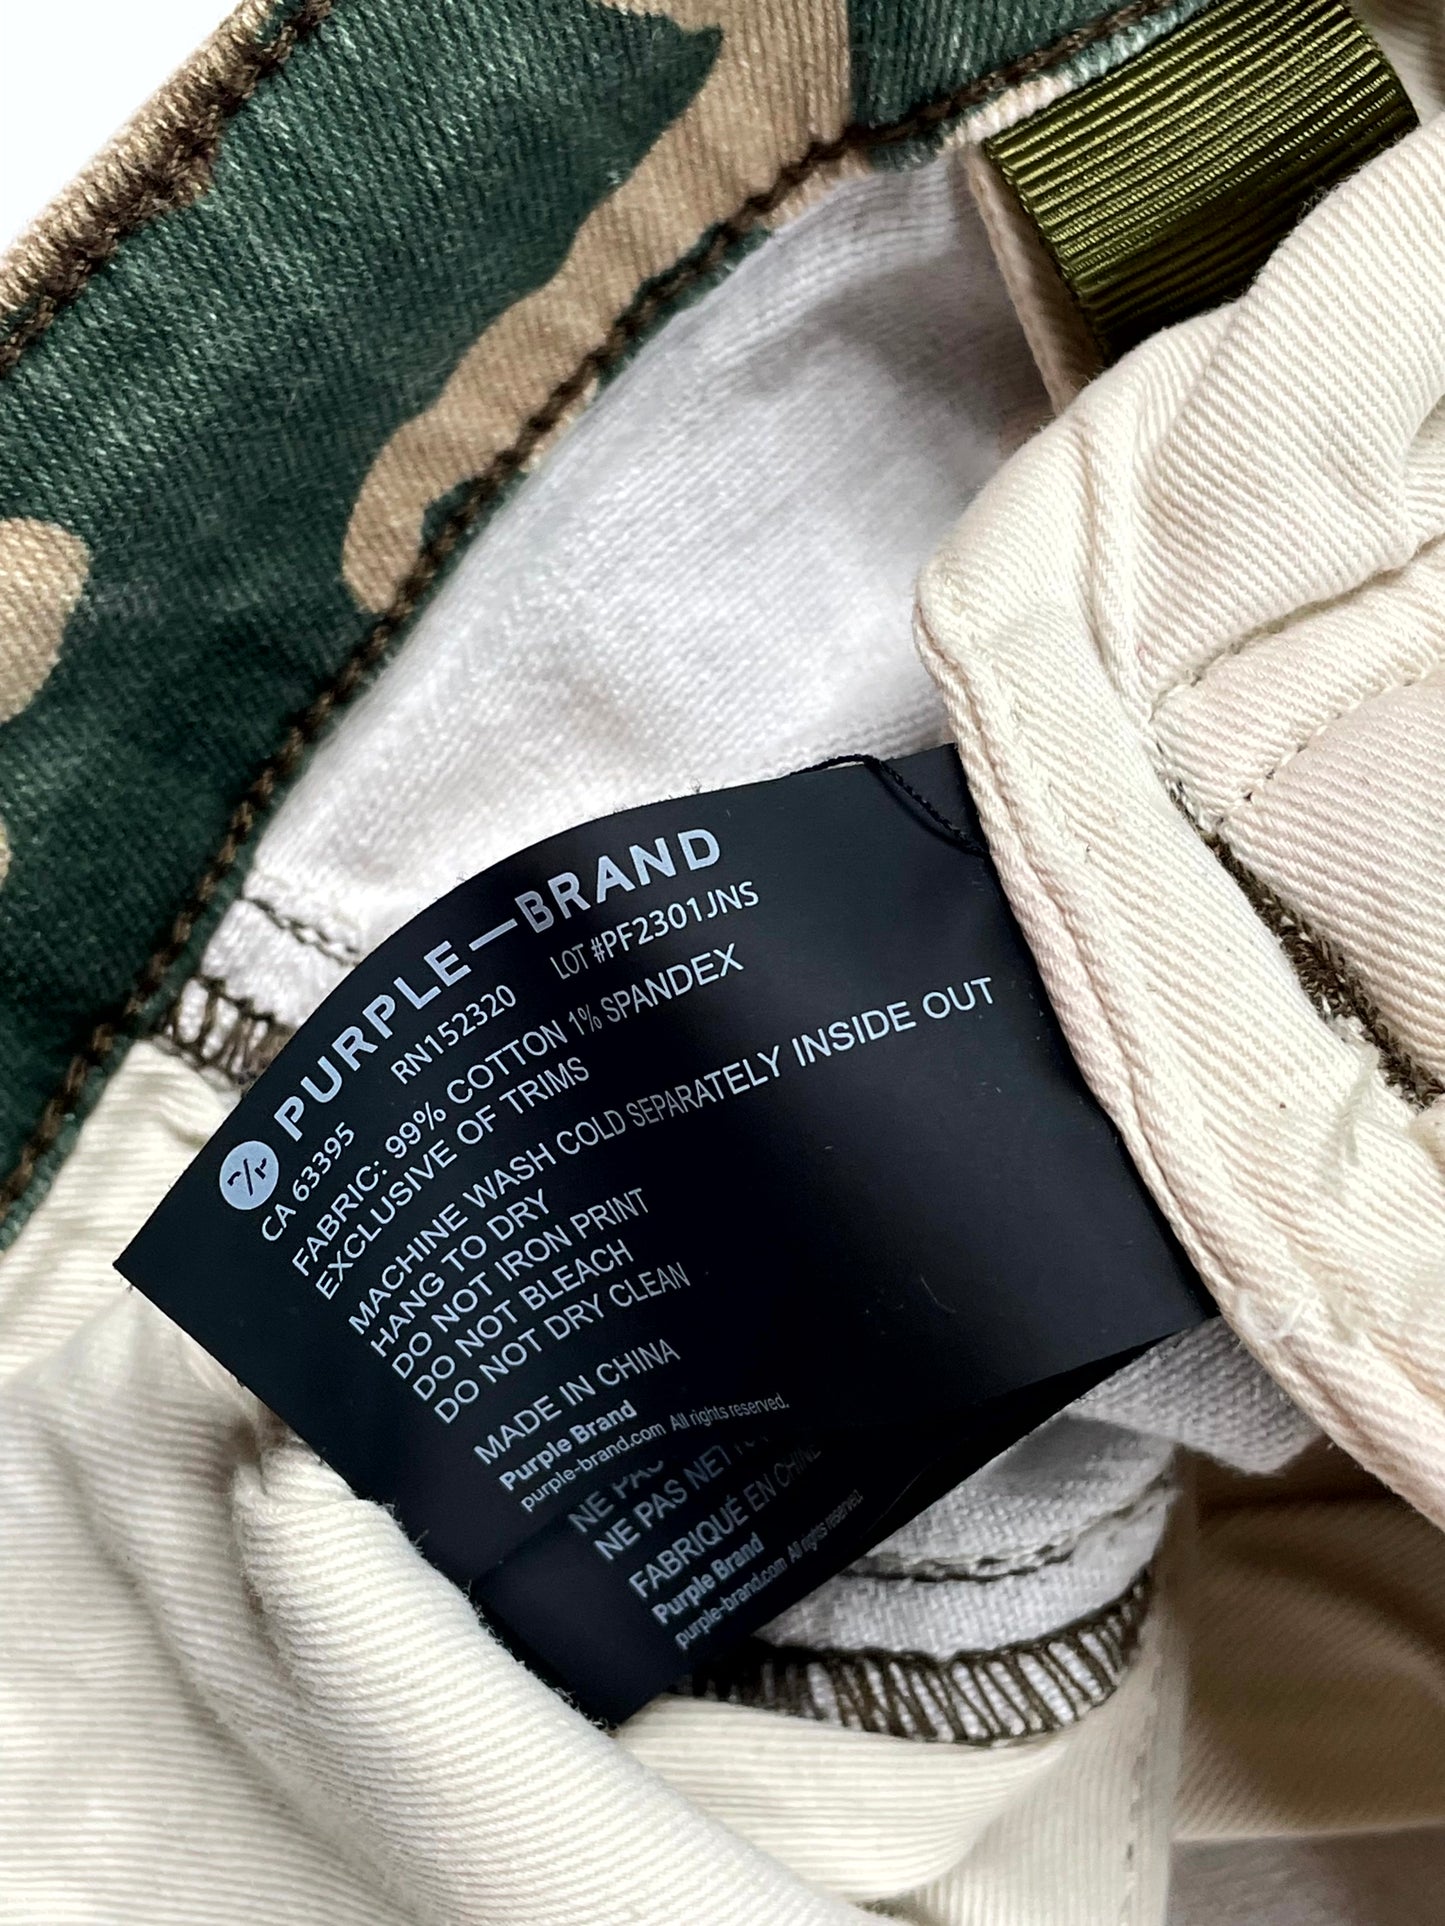 PURPLE—BRAND
CA 63395 RN152320 LOT #PF2301JNS
FABRIC: 99% COTTON 1% SPANDEX
EXCLUSIVE OF TRIMS
MACHINE WASH COLD SEPARATELY INSIDE OUT
HANG TO DRY
DO NOT IRON PRINT
DO NOT BLEACH
DO NOT DRY CLEAN
MADE IN CHINA
Purple Brand
purple-brand.com All rights reserved.
NE PAS
NE PAS
FABRIQUÉ EN CHINE
Purple Brand
purple-brand.com All rights reserved.